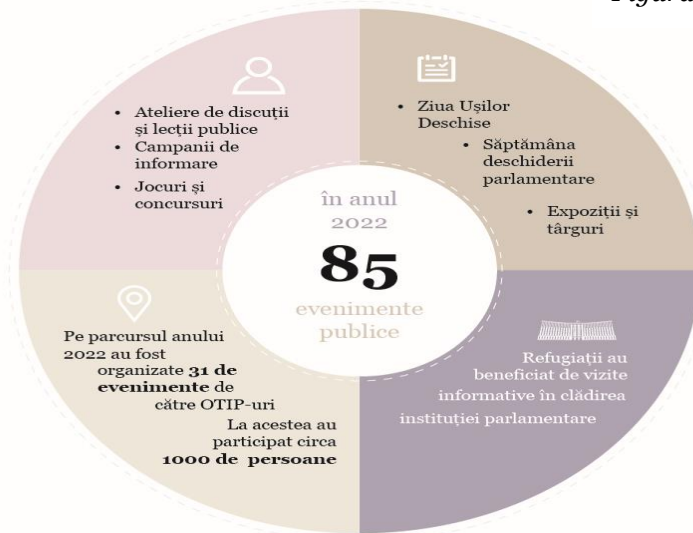 • Ateliere de discuții
și lecții publice
• Campanii de
informare
• Jocuri și
concursuri
• Ziua Ușilor
Deschise
• Săptămâna
deschiderii
parlamentare
• Expoziții și
târguri
în anul
2022
85
evenimente
publice
Pe parcursul anului
2022 au fost
organizate 31 de
evenimente de
către OTIP-uri
La acestea au
participat circa
1000 de persoane
Refugiații au
beneficiat de vizite
informative în clădirea
instituției parlamentare